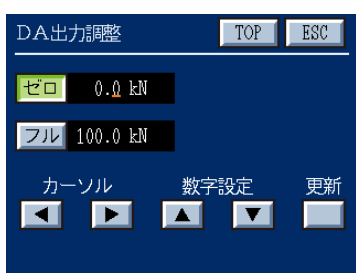 DA出力調整 TOP ESC
ゼロ 0.0 kN
フル 100.0 kN
カーソル 数字設定 更新
◀ ▶ ▲ ▼